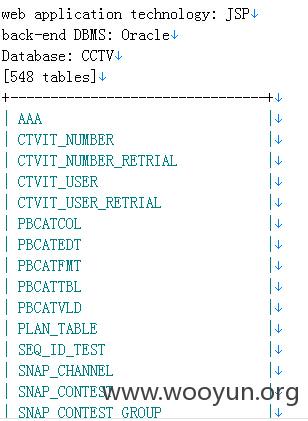 web application technology: JSP↓
back-end DBMS: Oracle↓
Database: CCTV↓
[548 tables]↓
+--------------------------------+↓
| AAA |↓
| CTVIT_NUMBER |↓
| CTVIT_NUMBER_RETRIAL |↓
| CTVIT_USER |↓
| CTVIT_USER_RETRIAL |↓
| PBCATCOL |↓
| PBCATEDT |↓
| PBCATFMT |↓
| PBCATTBL |↓
| PBCATVLD |↓
| PLAN_TABLE |↓
| SEQ_ID_TEST |↓
| SNAP_CHANNEL |↓
| SNAP_CONTEST |↓
www.wooyun.org
| SNAP_CONTEST_GROUP |↓